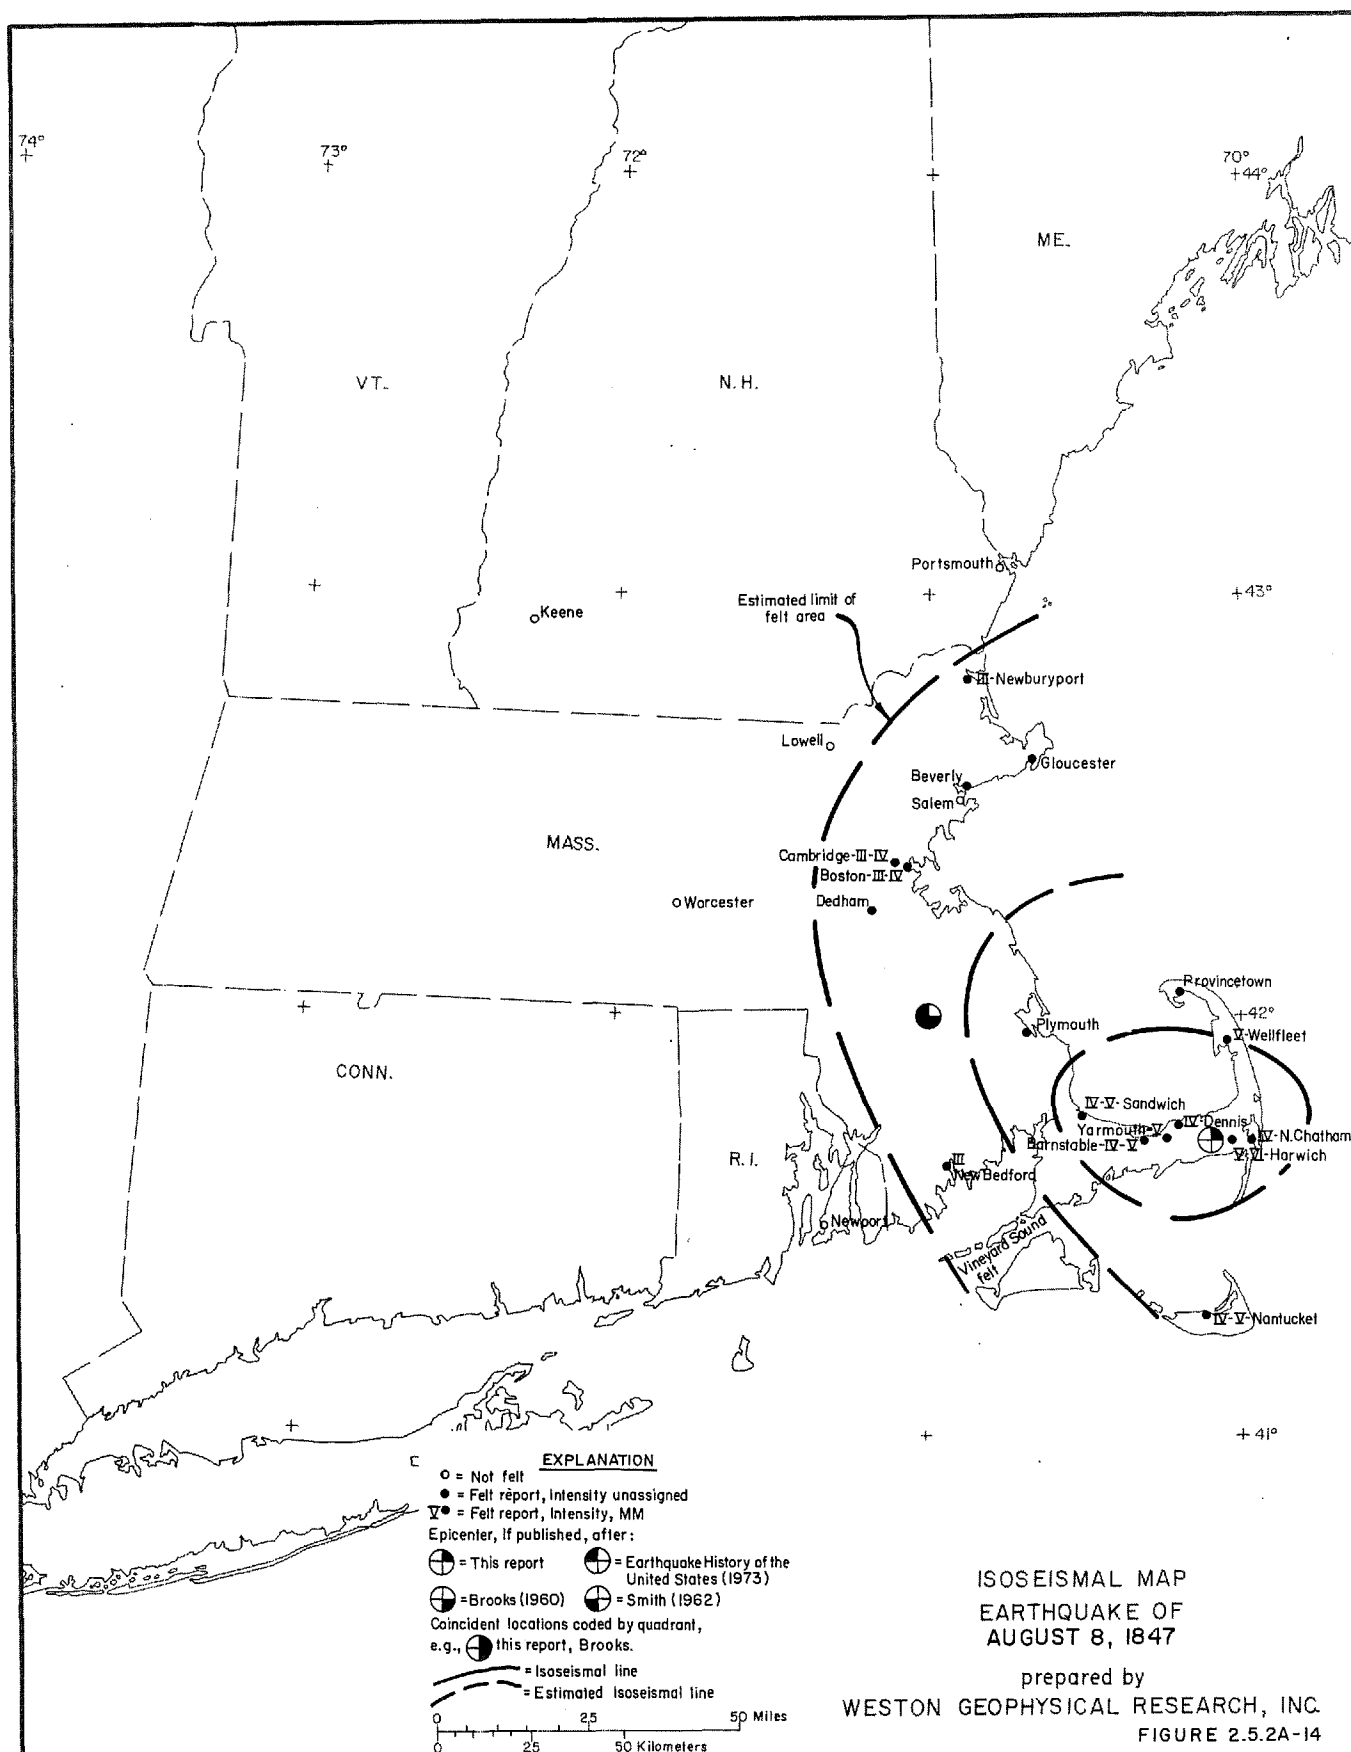 74°
73°
72°
70°
44°
ME.
VT.
N.H.
Portsmouth
43°
Keene
Estimated limit of
felt area
III-Newburyport
Lowell
Gloucester
Beverly
Salem
MASS.
Cambridge-III-IV
Boston-III-IV
Worcester
Dedham
Provincetown
42°
Plymouth
V-Wellfleet
CONN.
IV-V-Sandwich
Yarmouth-V
IV-Dennis
Barnstable-IV-V
IV-N.Chatham
V-VI-Harwich
R.I.
III
New Bedford
Newport
Vineyard Sound
felt
IV-V-Nantucket
41°
EXPLANATION
= Not felt
= Felt report, Intensity unassigned
V = Felt report, Intensity, MM
Epicenter, if published, after:
= This report
= Earthquake History of the
United States (1973)
= Brooks (1960)
= Smith (1962)
Coincident locations coded by quadrant,
e.g., this report, Brooks.
= Isoseismal line
= Estimated Isoseismal line
0 25 50 Miles
0 25 50 Kilometers
ISOSEISMAL MAP
EARTHQUAKE OF
AUGUST 8, 1847
prepared by
WESTON GEOPHYSICAL RESEARCH, INC.
FIGURE 2.5.2A-14